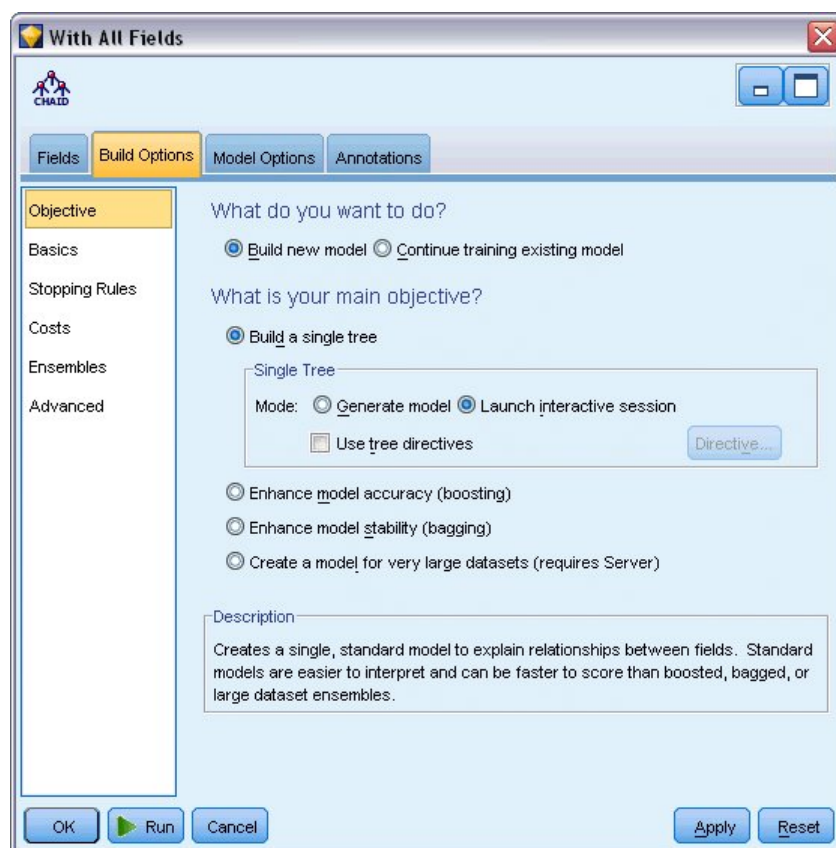 With All Fields
CHAID
Fields Build Options Model Options Annotations
Objective
Basics
Stopping Rules
Costs
Ensembles
Advanced
What do you want to do?
Build new model Continue training existing model
What is your main objective?
Build a single tree
Single Tree
Mode: Generate model Launch interactive session
Use tree directives Directive...
Enhance model accuracy (boosting)
Enhance model stability (bagging)
Create a model for very large datasets (requires Server)
Description
Creates a single, standard model to explain relationships between fields. Standard
models are easier to interpret and can be faster to score than boosted, bagged, or
large dataset ensembles.
OK Run Cancel Apply Reset